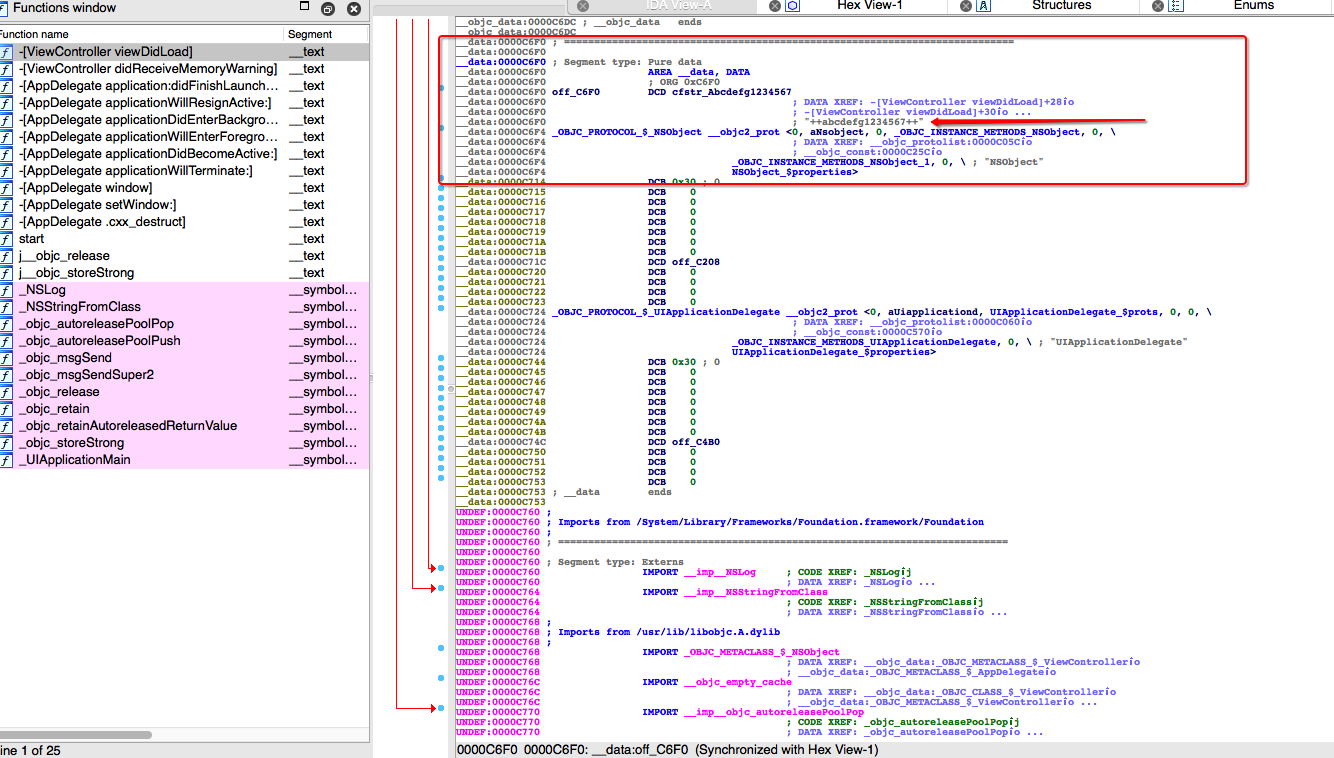 Functions window
Function name Segment
-[ViewController viewDidLoad] __text
-[ViewController didReceiveMemoryWarning] __text
-[AppDelegate application:didFinishLaunch... __text
-[AppDelegate applicationWillResignActive:] __text
-[AppDelegate applicationDidEnterBackgro... __text
-[AppDelegate applicationWillEnterForegro... __text
-[AppDelegate applicationDidBecomeActive:] __text
-[AppDelegate applicationWillTerminate:] __text
-[AppDelegate window] __text
-[AppDelegate setWindow:] __text
-[AppDelegate .cxx_destruct] __text
start __text
j__objc_release __text
j__objc_storeStrong __text
_NSLog __symbol...
_NSStringFromClass __symbol...
_objc_autoreleasePoolPop __symbol...
_objc_autoreleasePoolPush __symbol...
_objc_msgSend __symbol...
_objc_msgSendSuper2 __symbol...
_objc_release __symbol...
_objc_retain __symbol...
_objc_retainAutoreleasedReturnValue __symbol...
_objc_storeStrong __symbol...
_UIApplicationMain __symbol...
ine 1 of 25
IDA View-A Hex View-1 Structures Enums
__objc_data:0000C6DC ; __objc_data ends
__objc_data:0000C6DC
__data:0000C6F0 ; ===========================================================================
__data:0000C6F0
__data:0000C6F0 ; Segment type: Pure data
__data:0000C6F0 AREA __data, DATA
__data:0000C6F0 ; ORG 0xC6F0
__data:0000C6F0 off_C6F0 DCD cfstr_Abcdefg1234567
__data:0000C6F0 ; DATA XREF: -[ViewController viewDidLoad]+28↑o
__data:0000C6F0 ; -[ViewController viewDidLoad]+30↑o ...
__data:0000C6F0 ; "++abcdefg1234567++"
__data:0000C6F4 _OBJC_PROTOCOL_$_NSObject __objc2_prot <0, aNsobject, 0, _OBJC_INSTANCE_METHODS_NSObject, 0, \
__data:0000C6F4 ; DATA XREF: __objc_protolist:0000C05C↑o
__data:0000C6F4 ; __objc_const:0000C25C↑o
__data:0000C6F4 _OBJC_INSTANCE_METHODS_NSObject_1, 0, \ ; "NSObject"
__data:0000C6F4 NSObject_$properties>
__data:0000C714 DCB 0x30 ; 0
__data:0000C715 DCB 0
__data:0000C716 DCB 0
__data:0000C717 DCB 0
__data:0000C718 DCB 0
__data:0000C719 DCB 0
__data:0000C71A DCB 0
__data:0000C71B DCB 0
__data:0000C71C DCD off_C208
__data:0000C720 DCB 0
__data:0000C721 DCB 0
__data:0000C722 DCB 0
__data:0000C723 DCB 0
__data:0000C724 _OBJC_PROTOCOL_$_UIApplicationDelegate __objc2_prot <0, aUiapplicationd, UIApplicationDelegate_$prots, 0, 0, \
__data:0000C724 ; DATA XREF: __objc_protolist:0000C060↑o
__data:0000C724 ; __objc_const:0000C570↑o
__data:0000C724 _OBJC_INSTANCE_METHODS_UIApplicationDelegate, 0, \ ; "UIApplicationDelegate"
__data:0000C724 UIApplicationDelegate_$properties>
__data:0000C744 DCB 0x30 ; 0
__data:0000C745 DCB 0
__data:0000C746 DCB 0
__data:0000C747 DCB 0
__data:0000C748 DCB 0
__data:0000C749 DCB 0
__data:0000C74A DCB 0
__data:0000C74B DCB 0
__data:0000C74C DCD off_C4B0
__data:0000C750 DCB 0
__data:0000C751 DCB 0
__data:0000C752 DCB 0
__data:0000C753 DCB 0
__data:0000C753 ; __data ends
__data:0000C753
UNDEF:0000C760 ;
UNDEF:0000C760 ; Imports from /System/Library/Frameworks/Foundation.framework/Foundation
UNDEF:0000C760 ;
UNDEF:0000C760 ; ===========================================================================
UNDEF:0000C760
UNDEF:0000C760 ; Segment type: Externs
UNDEF:0000C760 IMPORT __imp__NSLog ; CODE XREF: _NSLog↑j
UNDEF:0000C760 ; DATA XREF: _NSLog↑o ...
UNDEF:0000C764 IMPORT __imp__NSStringFromClass
UNDEF:0000C764 ; CODE XREF: _NSStringFromClass↑j
UNDEF:0000C764 ; DATA XREF: _NSStringFromClass↑o ...
UNDEF:0000C768 ;
UNDEF:0000C768 ; Imports from /usr/lib/libobjc.A.dylib
UNDEF:0000C768 ;
UNDEF:0000C768 IMPORT _OBJC_METACLASS_$_NSObject
UNDEF:0000C768 ; DATA XREF: __objc_data:_OBJC_METACLASS_$_ViewController↑o
UNDEF:0000C768 ; __objc_data:_OBJC_METACLASS_$_AppDelegate↑o
UNDEF:0000C76C IMPORT __objc_empty_cache
UNDEF:0000C76C ; DATA XREF: __objc_data:_OBJC_CLASS_$_ViewController↑o
UNDEF:0000C76C ; __objc_data:_OBJC_METACLASS_$_ViewController↑o ...
UNDEF:0000C770 IMPORT __imp__objc_autoreleasePoolPop
UNDEF:0000C770 ; CODE XREF: _objc_autoreleasePoolPop↑j
UNDEF:0000C770 ; DATA XREF: _objc_autoreleasePoolPop↑o ...
0000C6F0 0000C6F0: __data:off_C6F0 (Synchronized with Hex View-1)